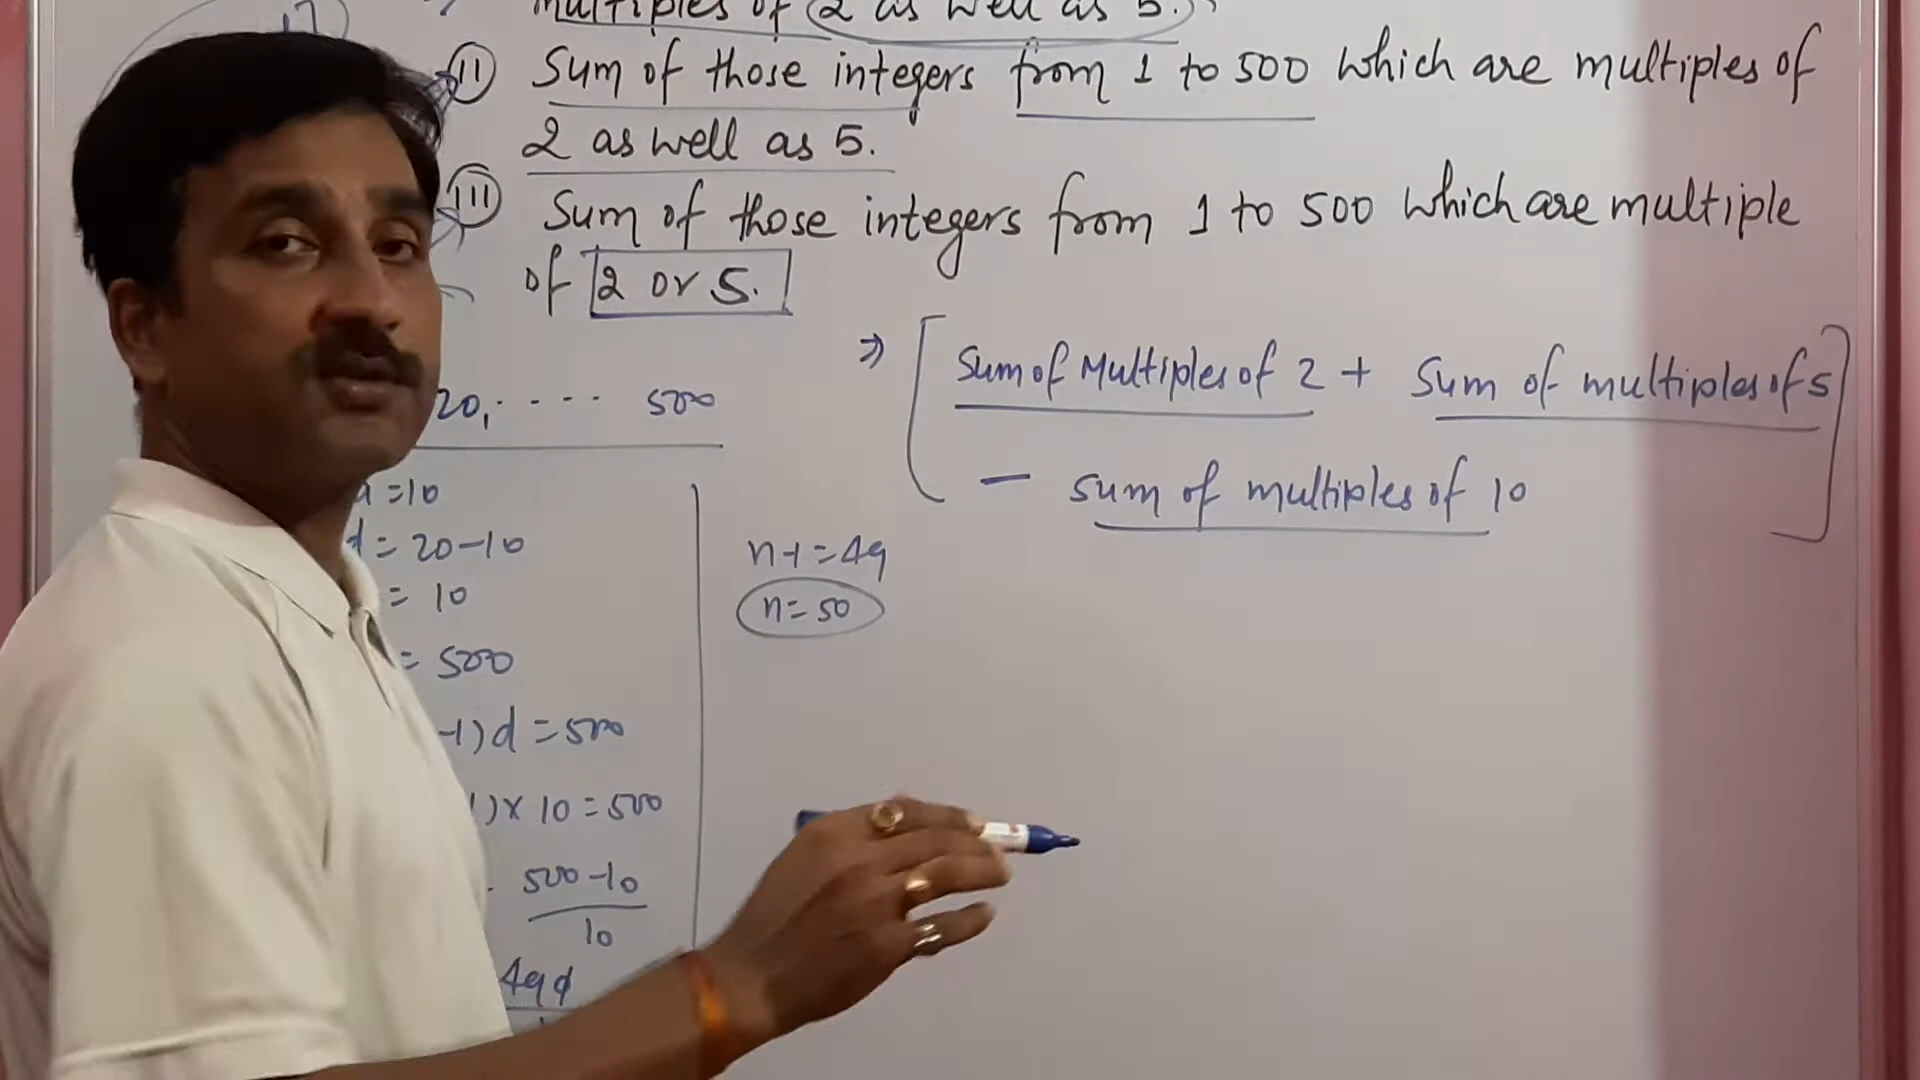 multiples of 2 as well as 5.
(ii) Sum of those integers from 1 to 500 which are multiples of
2 as well as 5.
(iii) Sum of those integers from 1 to 500 which are multiple
of 2 or 5.
⇒ [Sum of Multiples of 2 + Sum of multiples of 5
- sum of multiples of 10]
20, .... 500
a = 10
d = 20-10
= 10
= 500
-1)d = 500
1) x 10 = 500
500-10
10
490
n-1 = 49
n = 50